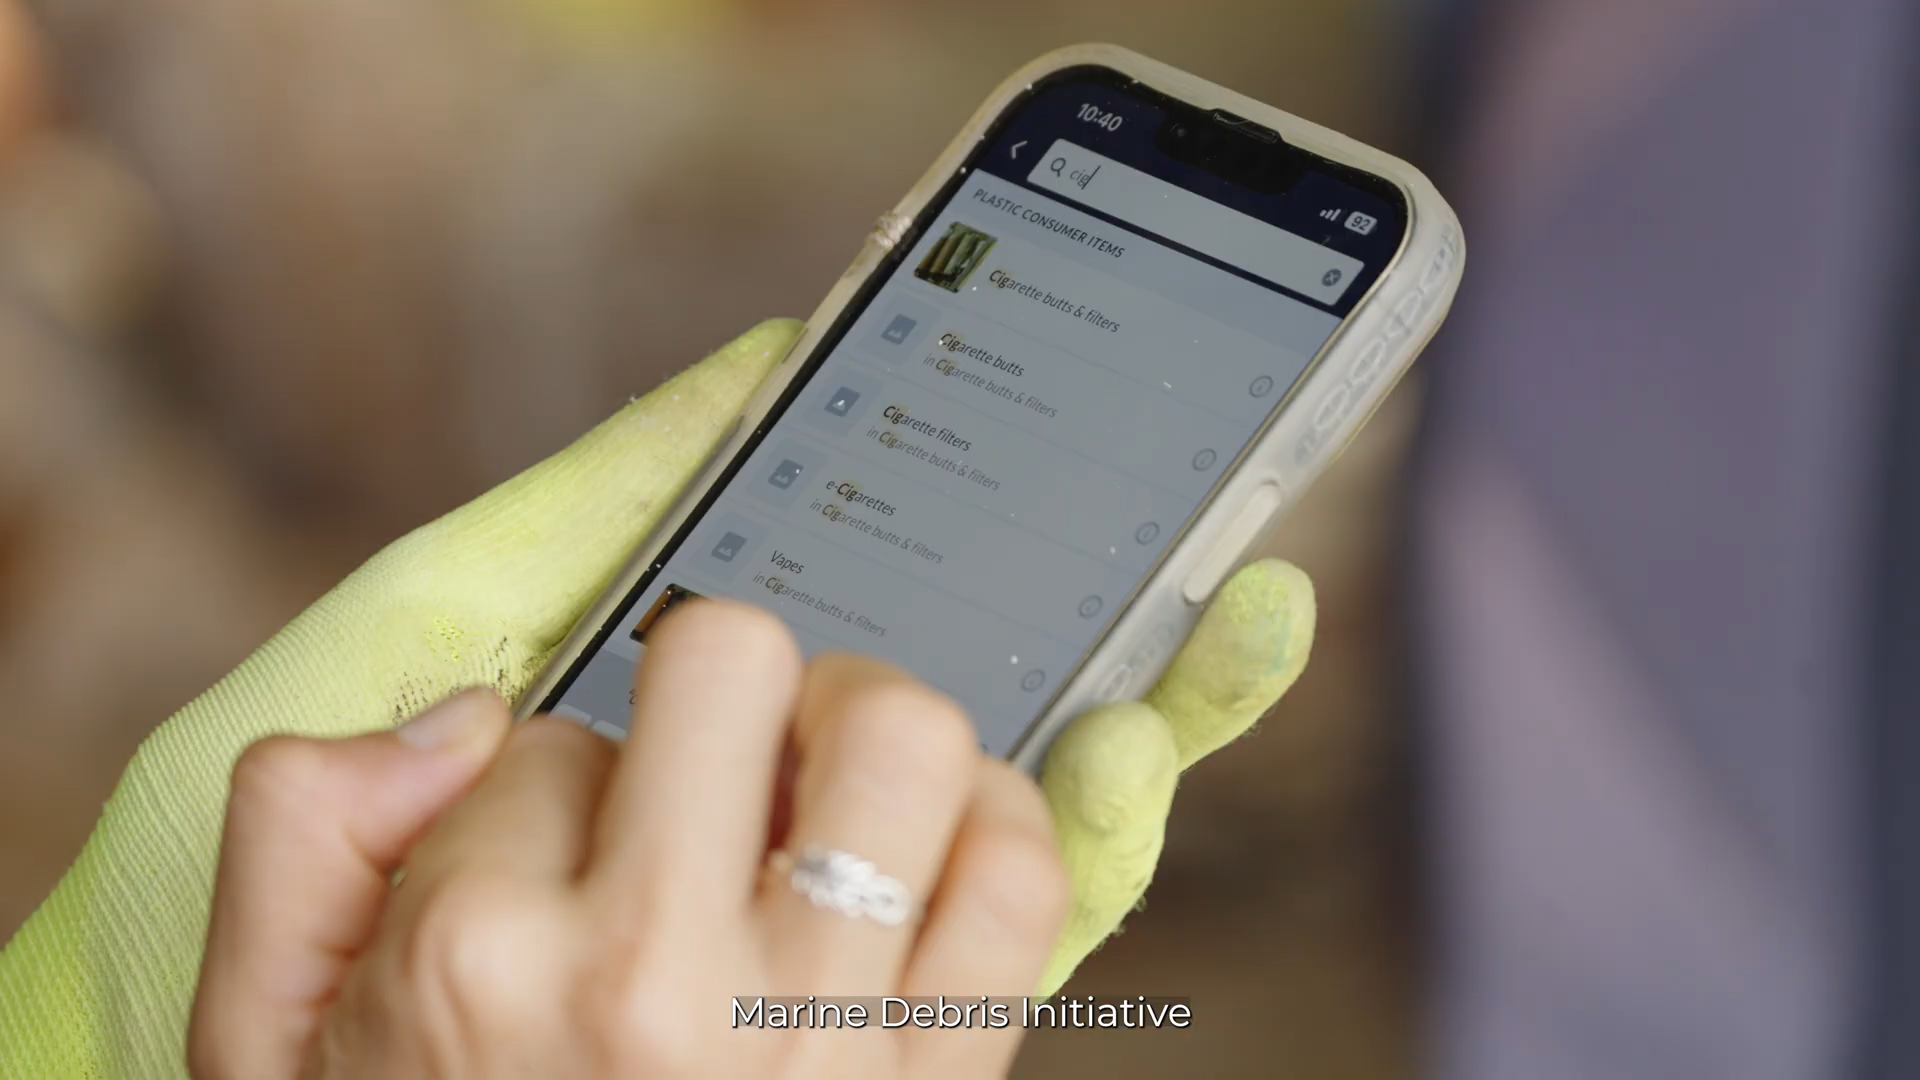 10:40
92
cig
PLASTIC CONSUMER ITEMS
Cigarette butts & filters
Cigarette butts
in Cigarette butts & filters
Cigarette filters
in Cigarette butts & filters
e-Cigarettes
in Cigarette butts & filters
Vapes
in Cigarette butts & filters
Marine Debris Initiative